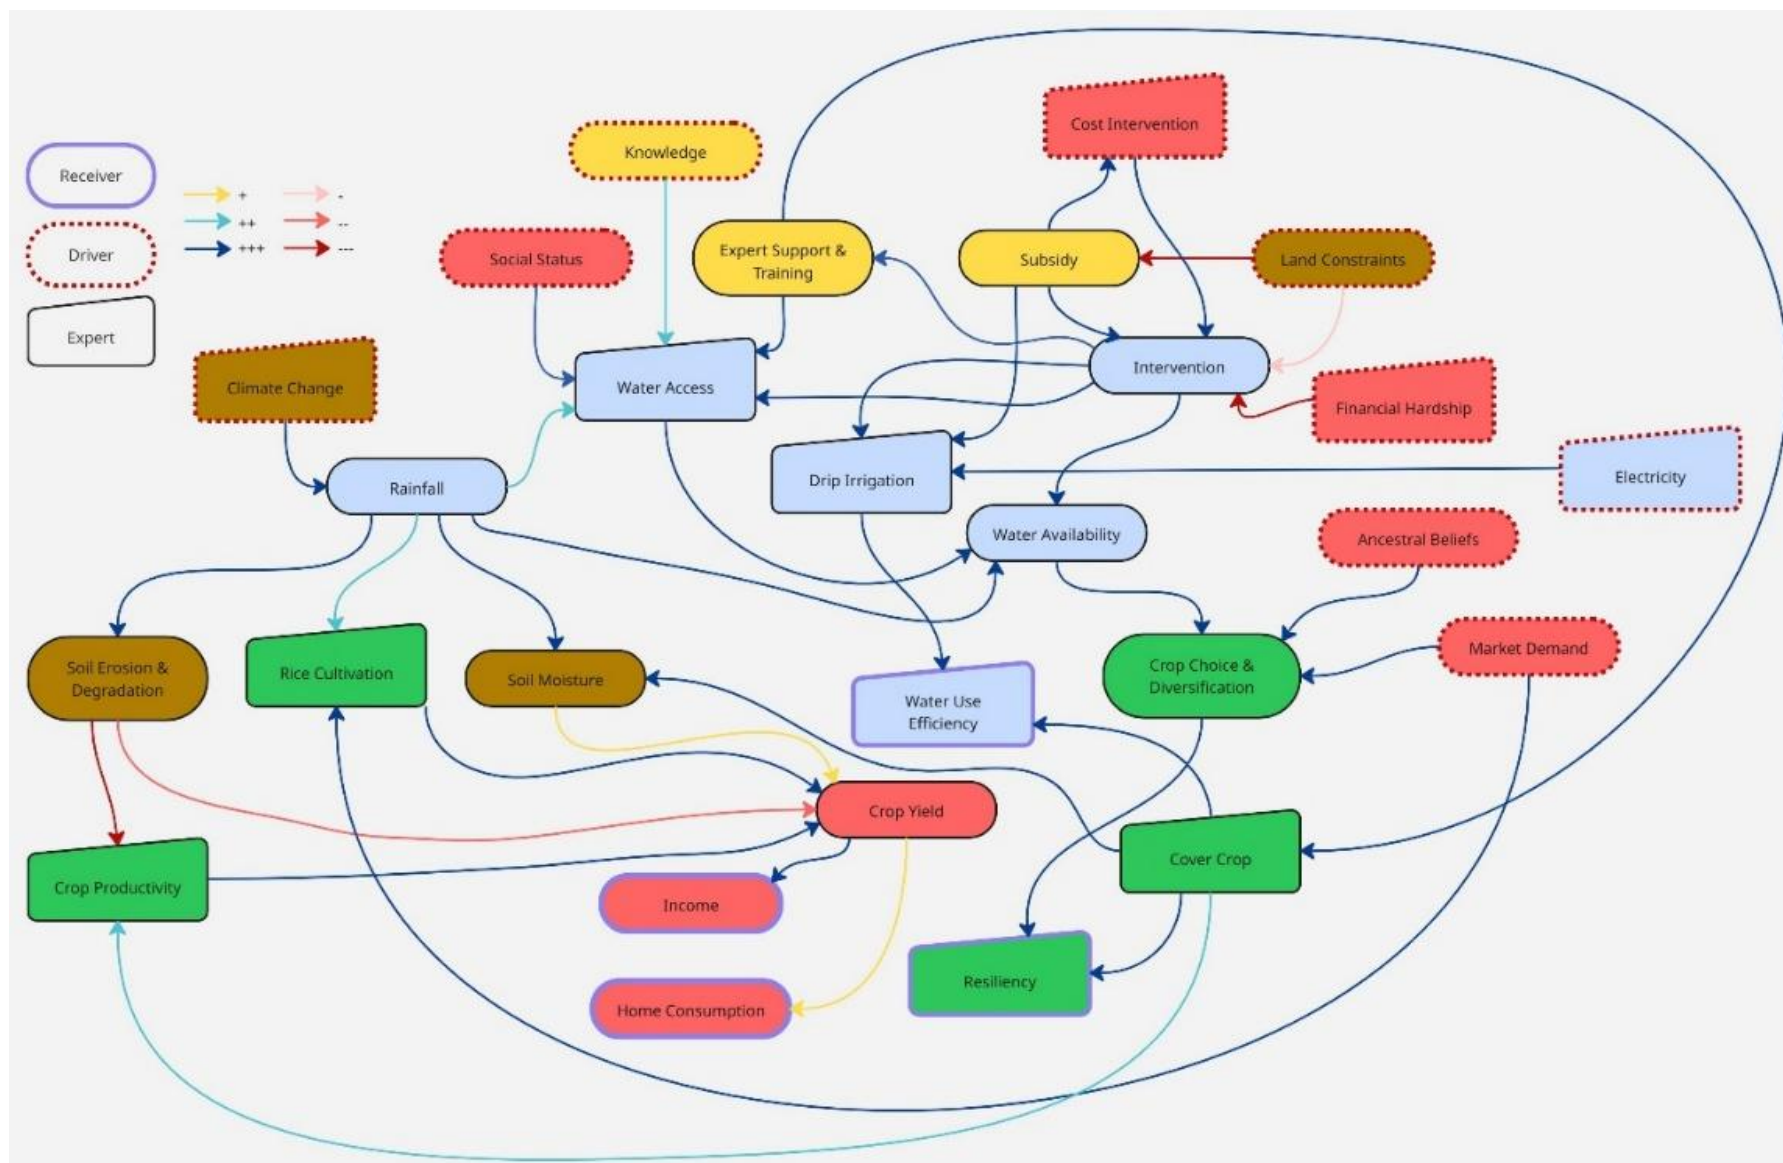 Cost Intervention
Knowledge
Receiver
+
-
++
--
+++
---
Driver
Expert
Social Status
Expert Support &
Training
Subsidy
Land Constraints
Climate Change
Water Access
Intervention
Financial Hardship
Rainfall
Drip Irrigation
Electricity
Water Availability
Ancestral Beliefs
Soil Erosion &
Degradation
Rice Cultivation
Soil Moisture
Water Use
Efficiency
Crop Choice &
Diversification
Market Demand
Crop Yield
Cover Crop
Crop Productivity
Income
Resiliency
Home Consumption